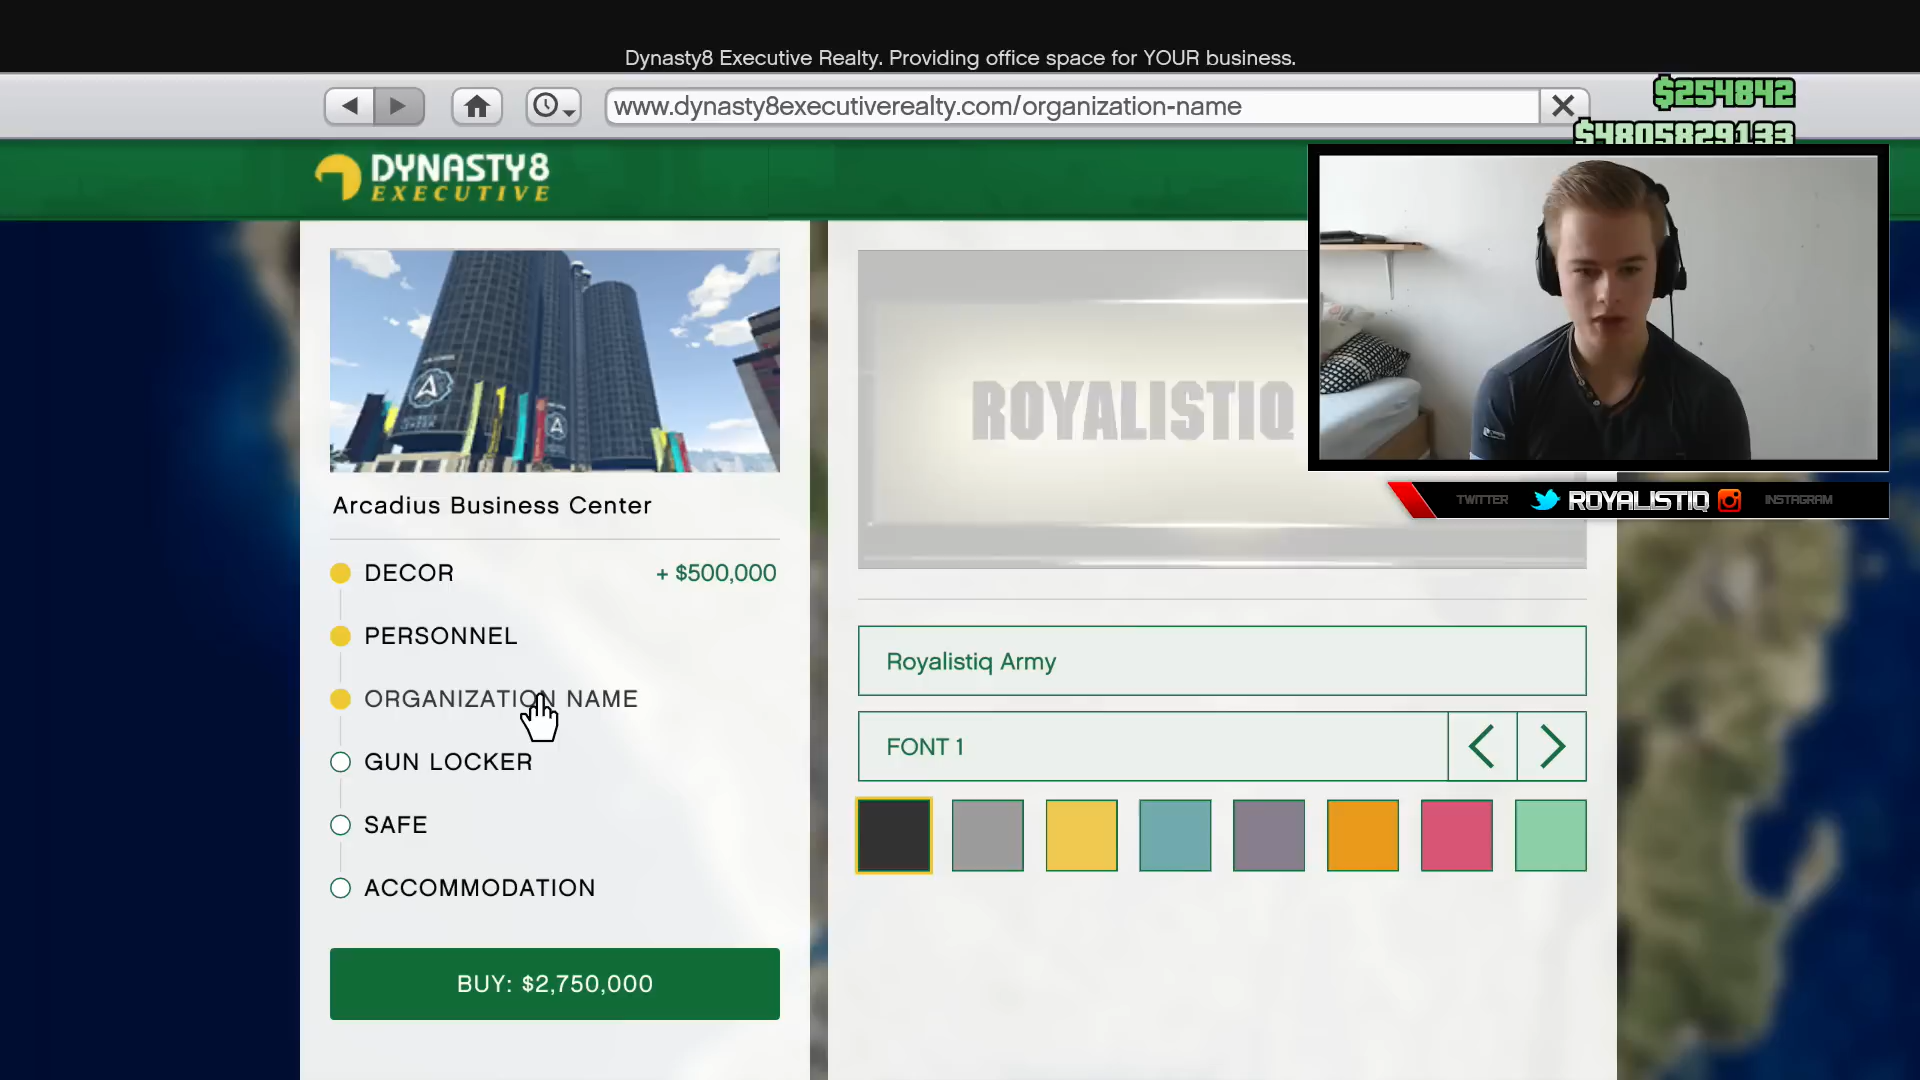 Dynasty8 Executive Realty. Providing office space for YOUR business.
www.dynasty8executiverealty.com/organization-name
$254842
$4805829133
DYNASTY8
EXECUTIVE
ROYALISTIQ
TWITTER ROYALISTIQ INSTAGRAM
Arcadius Business Center
DECOR + $500,000
PERSONNEL
ORGANIZATION NAME
GUN LOCKER
SAFE
ACCOMMODATION
BUY: $2,750,000
Royalistiq Army
FONT 1